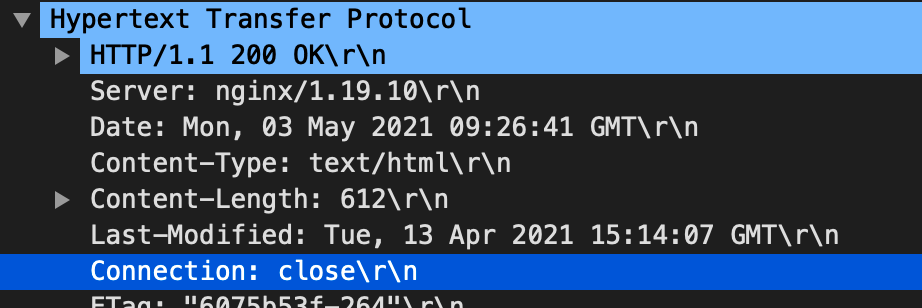 Hypertext Transfer Protocol
HTTP/1.1 200 OK\r\n
Server: nginx/1.19.10\r\n
Date: Mon, 03 May 2021 09:26:41 GMT\r\n
Content-Type: text/html\r\n
Content-Length: 612\r\n
Last-Modified: Tue, 13 Apr 2021 15:14:07 GMT\r\n
Connection: close\r\n
ETag: "6075b53f-264"\r\n